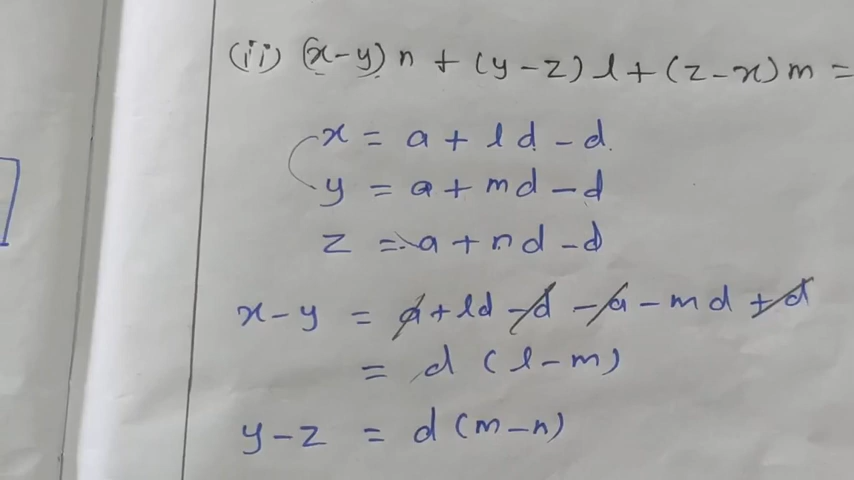 (ii) (x-y) n + (y-z) l + (z-x) m =
x = a + ld - d
y = a + md - d
z = a + nd - d
x-y = a + ld - d - a - md + d
= d (l-m)
y-z = d (m-n)